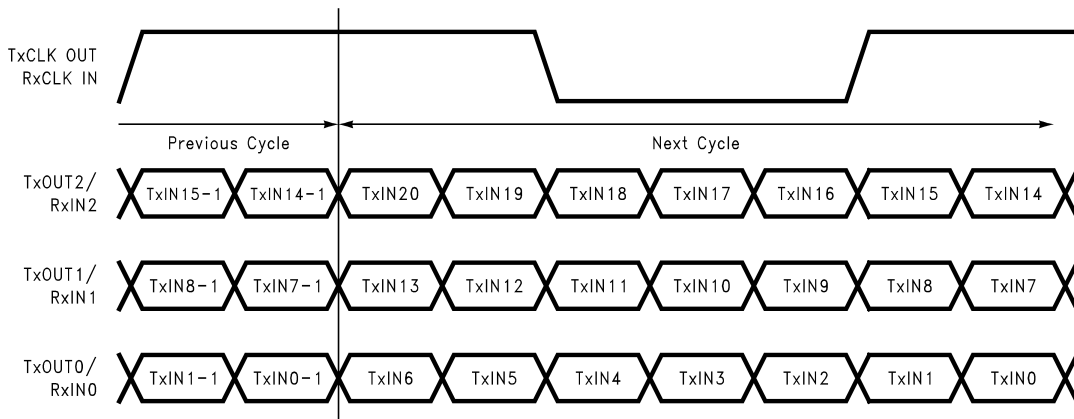 TxCLK OUT
RxCLK IN
Previous Cycle
Next Cycle
TxOUT2/
RxIN2
TxIN15-1 TxIN14-1 TxIN20 TxIN19 TxIN18 TxIN17 TxIN16 TxIN15 TxIN14
TxOUT1/
RxIN1
TxIN8-1 TxIN7-1 TxIN13 TxIN12 TxIN11 TxIN10 TxIN9 TxIN8 TxIN7
TxOUT0/
RxIN0
TxIN1-1 TxIN0-1 TxIN6 TxIN5 TxIN4 TxIN3 TxIN2 TxIN1 TxIN0